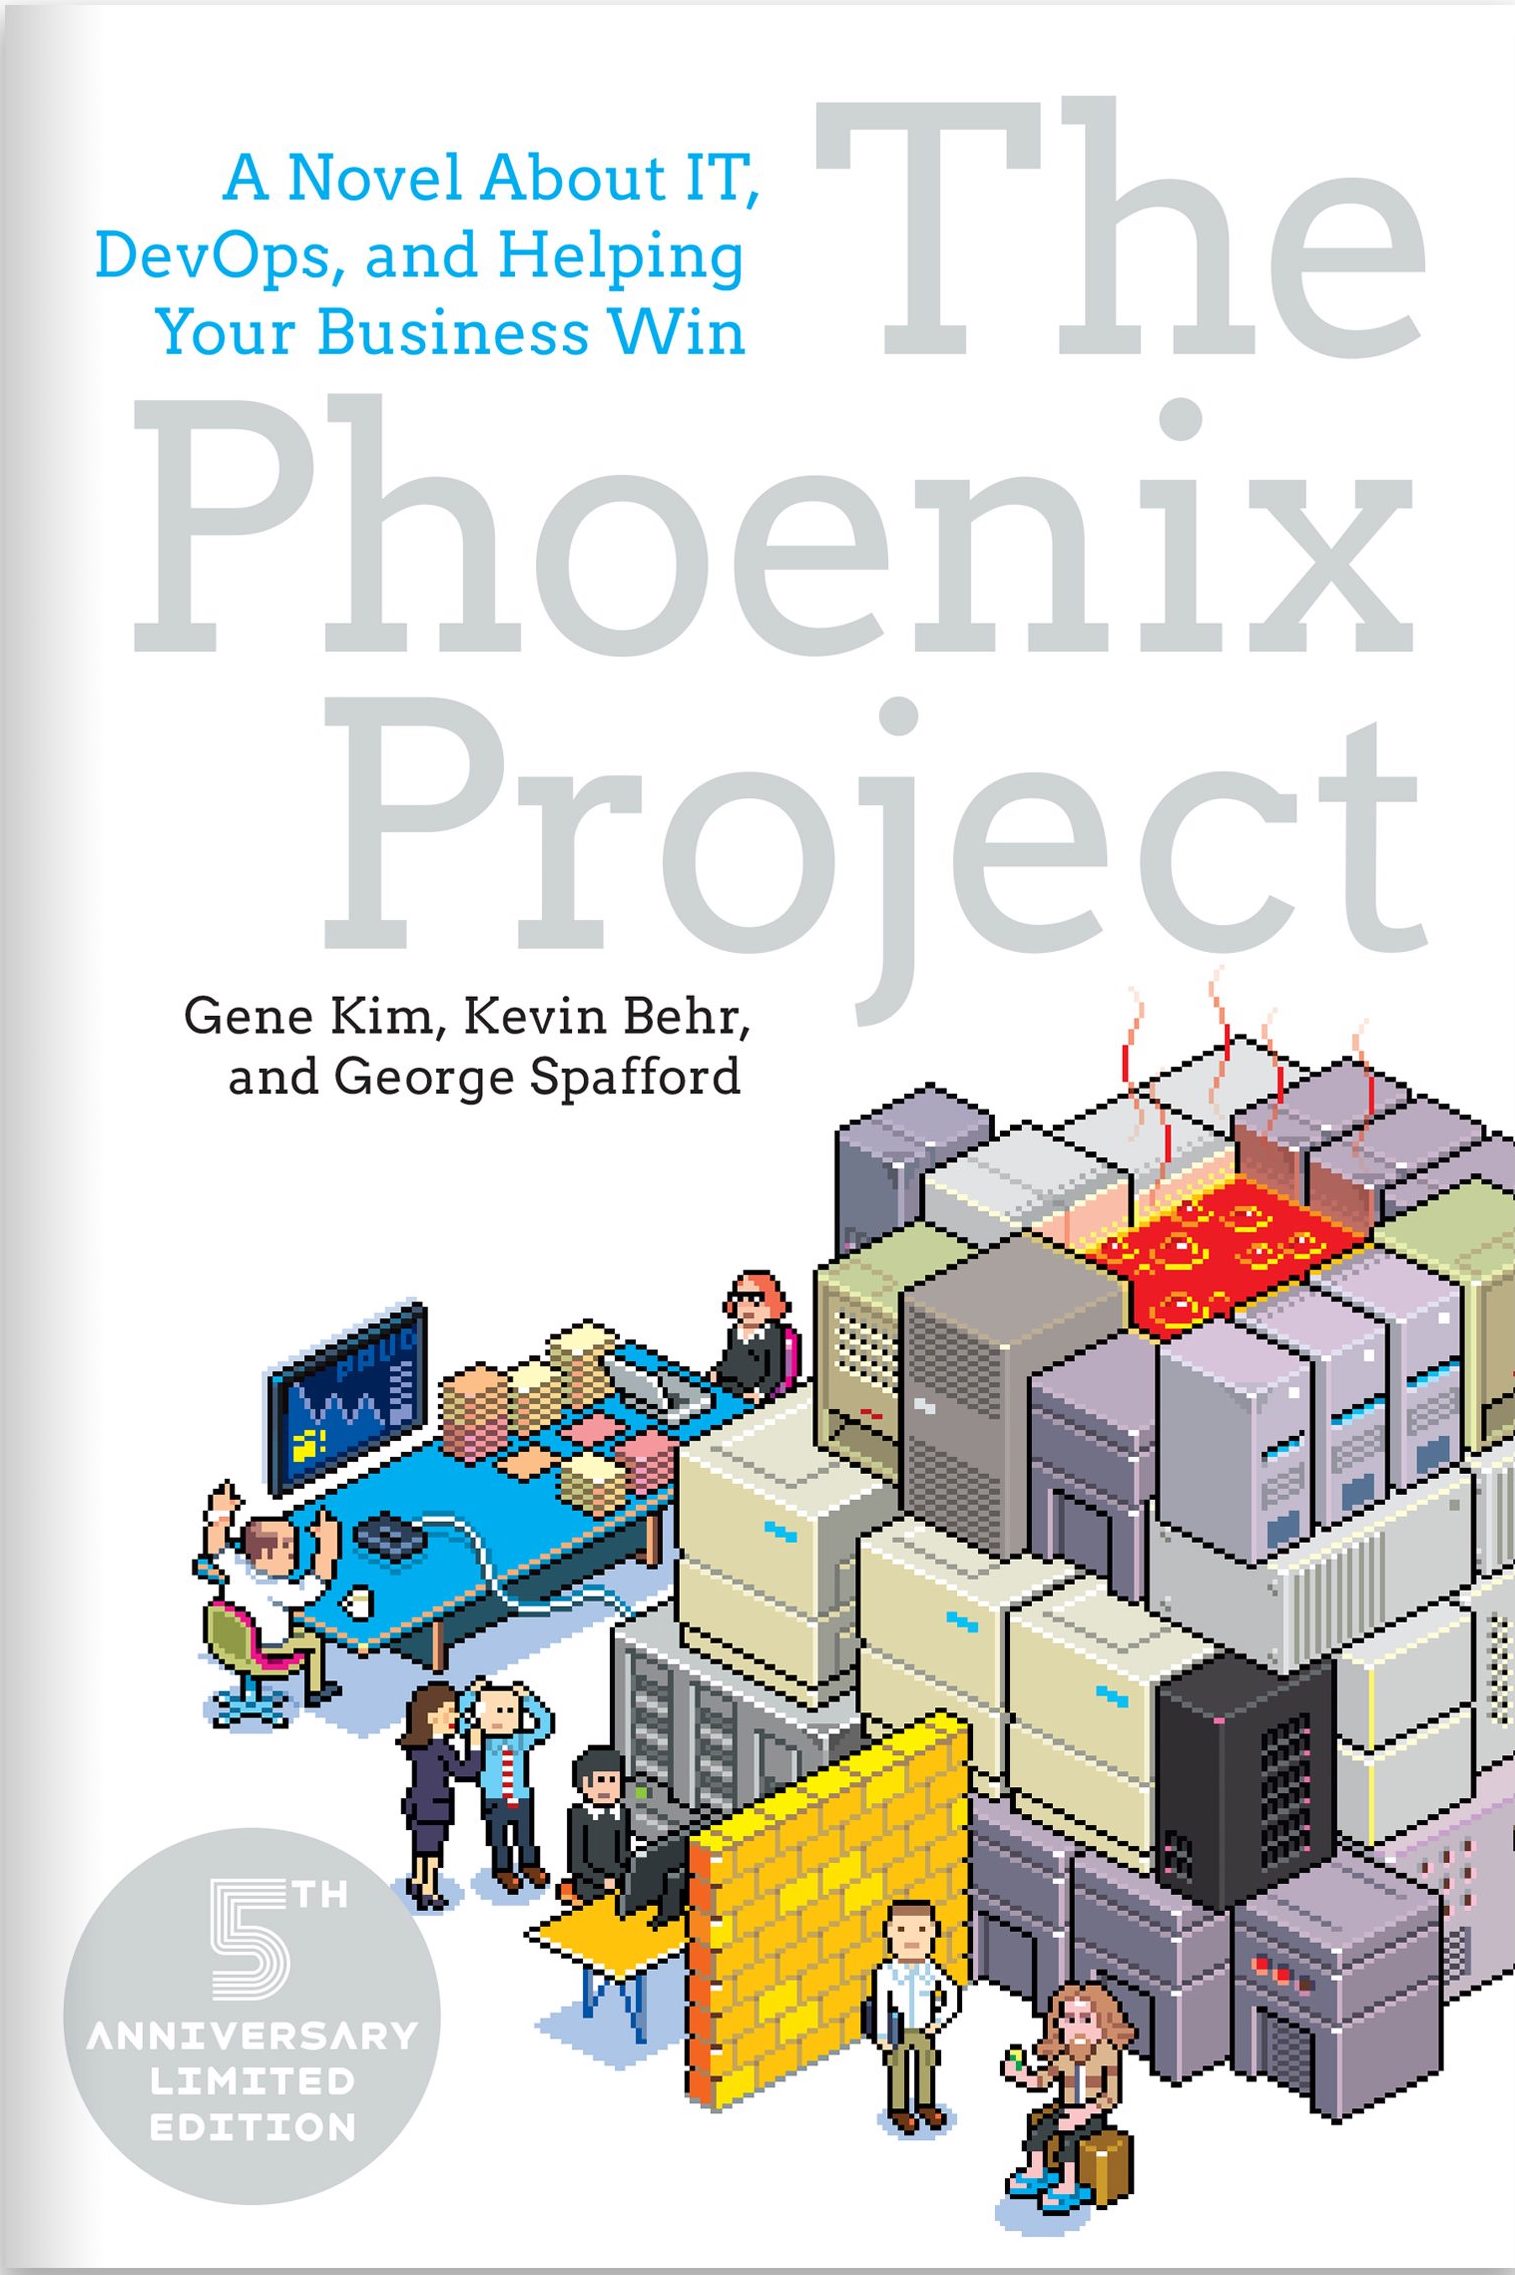 A Novel About IT,
DevOps, and Helping
Your Business Win
The
Phoenix
Project
Gene Kim, Kevin Behr,
and George Spafford
5TH
ANNIVERSARY
LIMITED
EDITION